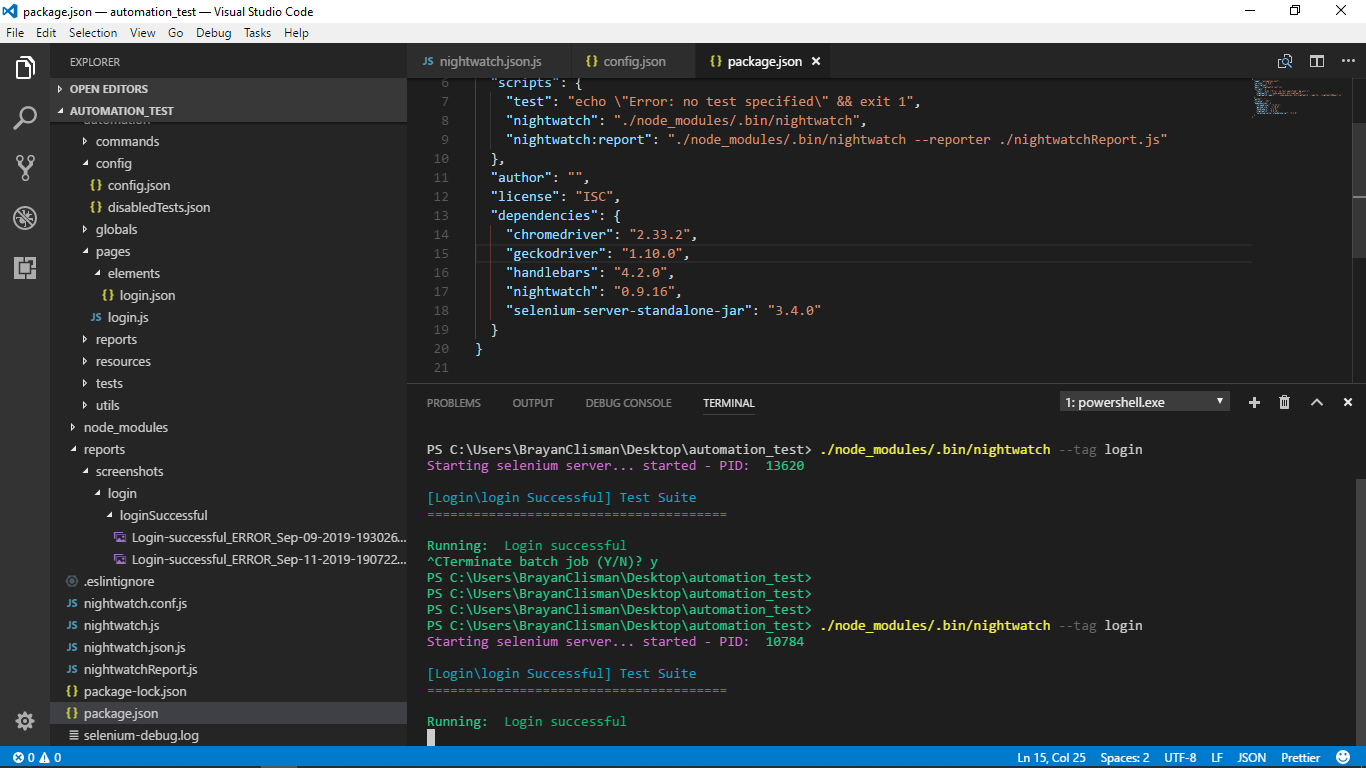 package.json — automation_test — Visual Studio Code
File Edit Selection View Go Debug Tasks Help
EXPLORER
OPEN EDITORS
AUTOMATION_TEST
automation
commands
config
{} config.json
{} disabledTests.json
globals
pages
elements
{} login.json
JS login.js
reports
resources
tests
utils
node_modules
reports
screenshots
login
loginSuccessful
Login-successful_ERROR_Sep-09-2019-193026...
Login-successful_ERROR_Sep-11-2019-190722...
.eslintignore
JS nightwatch.conf.js
JS nightwatch.js
JS nightwatch.json.js
JS nightwatchReport.js
{} package-lock.json
{} package.json
selenium-debug.log
JS nightwatch.json.js {} config.json {} package.json ×
6 "scripts": {
7 "test": "echo \"Error: no test specified\" && exit 1",
8 "nightwatch": "./node_modules/.bin/nightwatch",
9 "nightwatch:report": "./node_modules/.bin/nightwatch --reporter ./nightwatchReport.js"
10 },
11 "author": "",
12 "license": "ISC",
13 "dependencies": {
14 "chromedriver": "2.33.2",
15 "geckodriver": "1.10.0",
16 "handlebars": "4.2.0",
17 "nightwatch": "0.9.16",
18 "selenium-server-standalone-jar": "3.4.0"
19 }
20 }
21
PROBLEMS OUTPUT DEBUG CONSOLE TERMINAL 1: powershell.exe
PS C:\Users\BrayanClisman\Desktop\automation_test> ./node_modules/.bin/nightwatch --tag login
Starting selenium server... started - PID: 13620
[Login\login Successful] Test Suite
=======================================
Running: Login successful
^CTerminate batch job (Y/N)? y
PS C:\Users\BrayanClisman\Desktop\automation_test>
PS C:\Users\BrayanClisman\Desktop\automation_test>
PS C:\Users\BrayanClisman\Desktop\automation_test>
PS C:\Users\BrayanClisman\Desktop\automation_test> ./node_modules/.bin/nightwatch --tag login
Starting selenium server... started - PID: 10784
[Login\login Successful] Test Suite
=======================================
Running: Login successful
0 0 Ln 15, Col 25 Spaces: 2 UTF-8 LF JSON Prettier